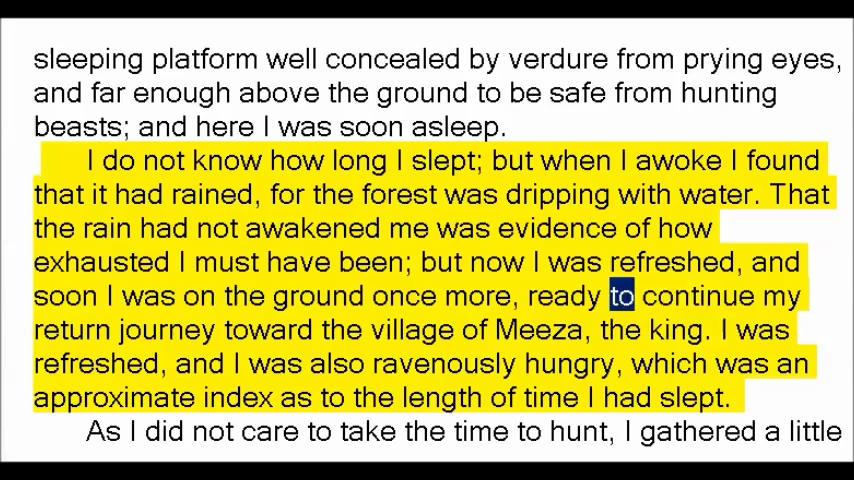 sleeping platform well concealed by verdure from prying eyes,
and far enough above the ground to be safe from hunting
beasts; and here I was soon asleep.
I do not know how long I slept; but when I awoke I found
that it had rained, for the forest was dripping with water. That
the rain had not awakened me was evidence of how
exhausted I must have been; but now I was refreshed, and
soon I was on the ground once more, ready to continue my
return journey toward the village of Meeza, the king. I was
refreshed, and I was also ravenously hungry, which was an
approximate index as to the length of time I had slept.
As I did not care to take the time to hunt, I gathered a little